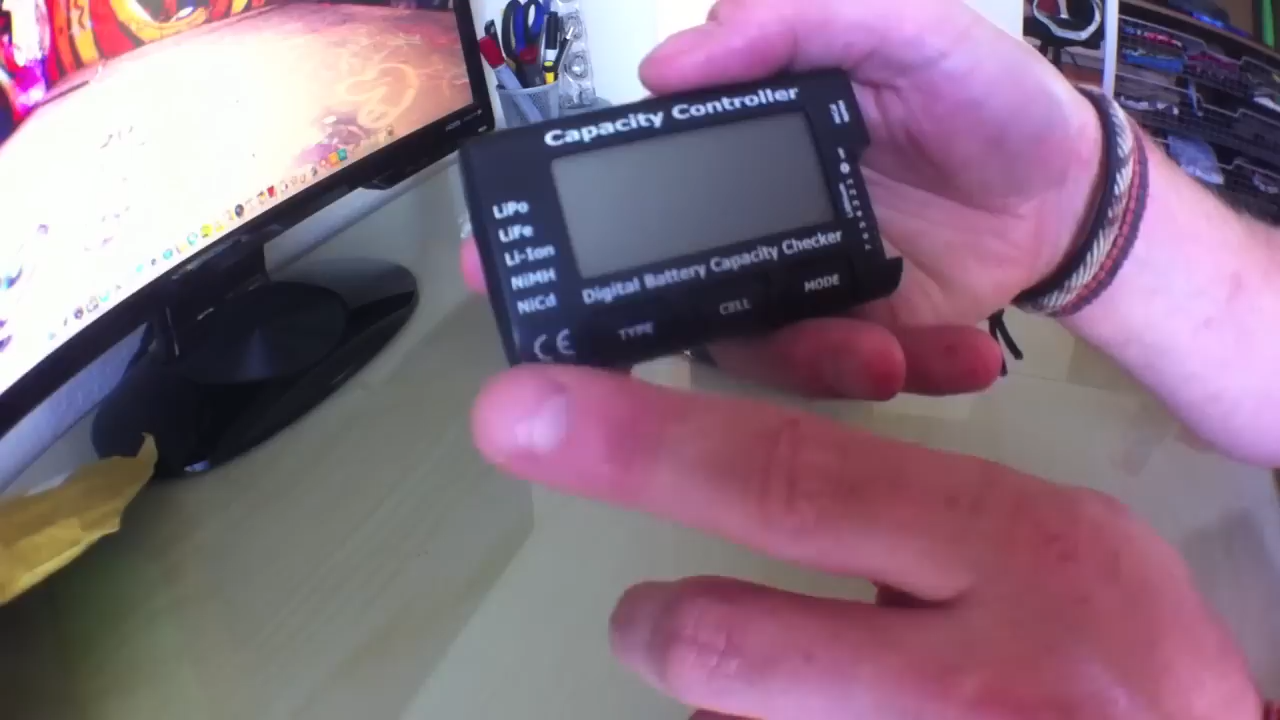 Capacity Controller
LiPo
LiFe
Li-Ion
NiMH
NiCd
Digital Battery Capacity Checker
CE
TYPE
CELL
MODE